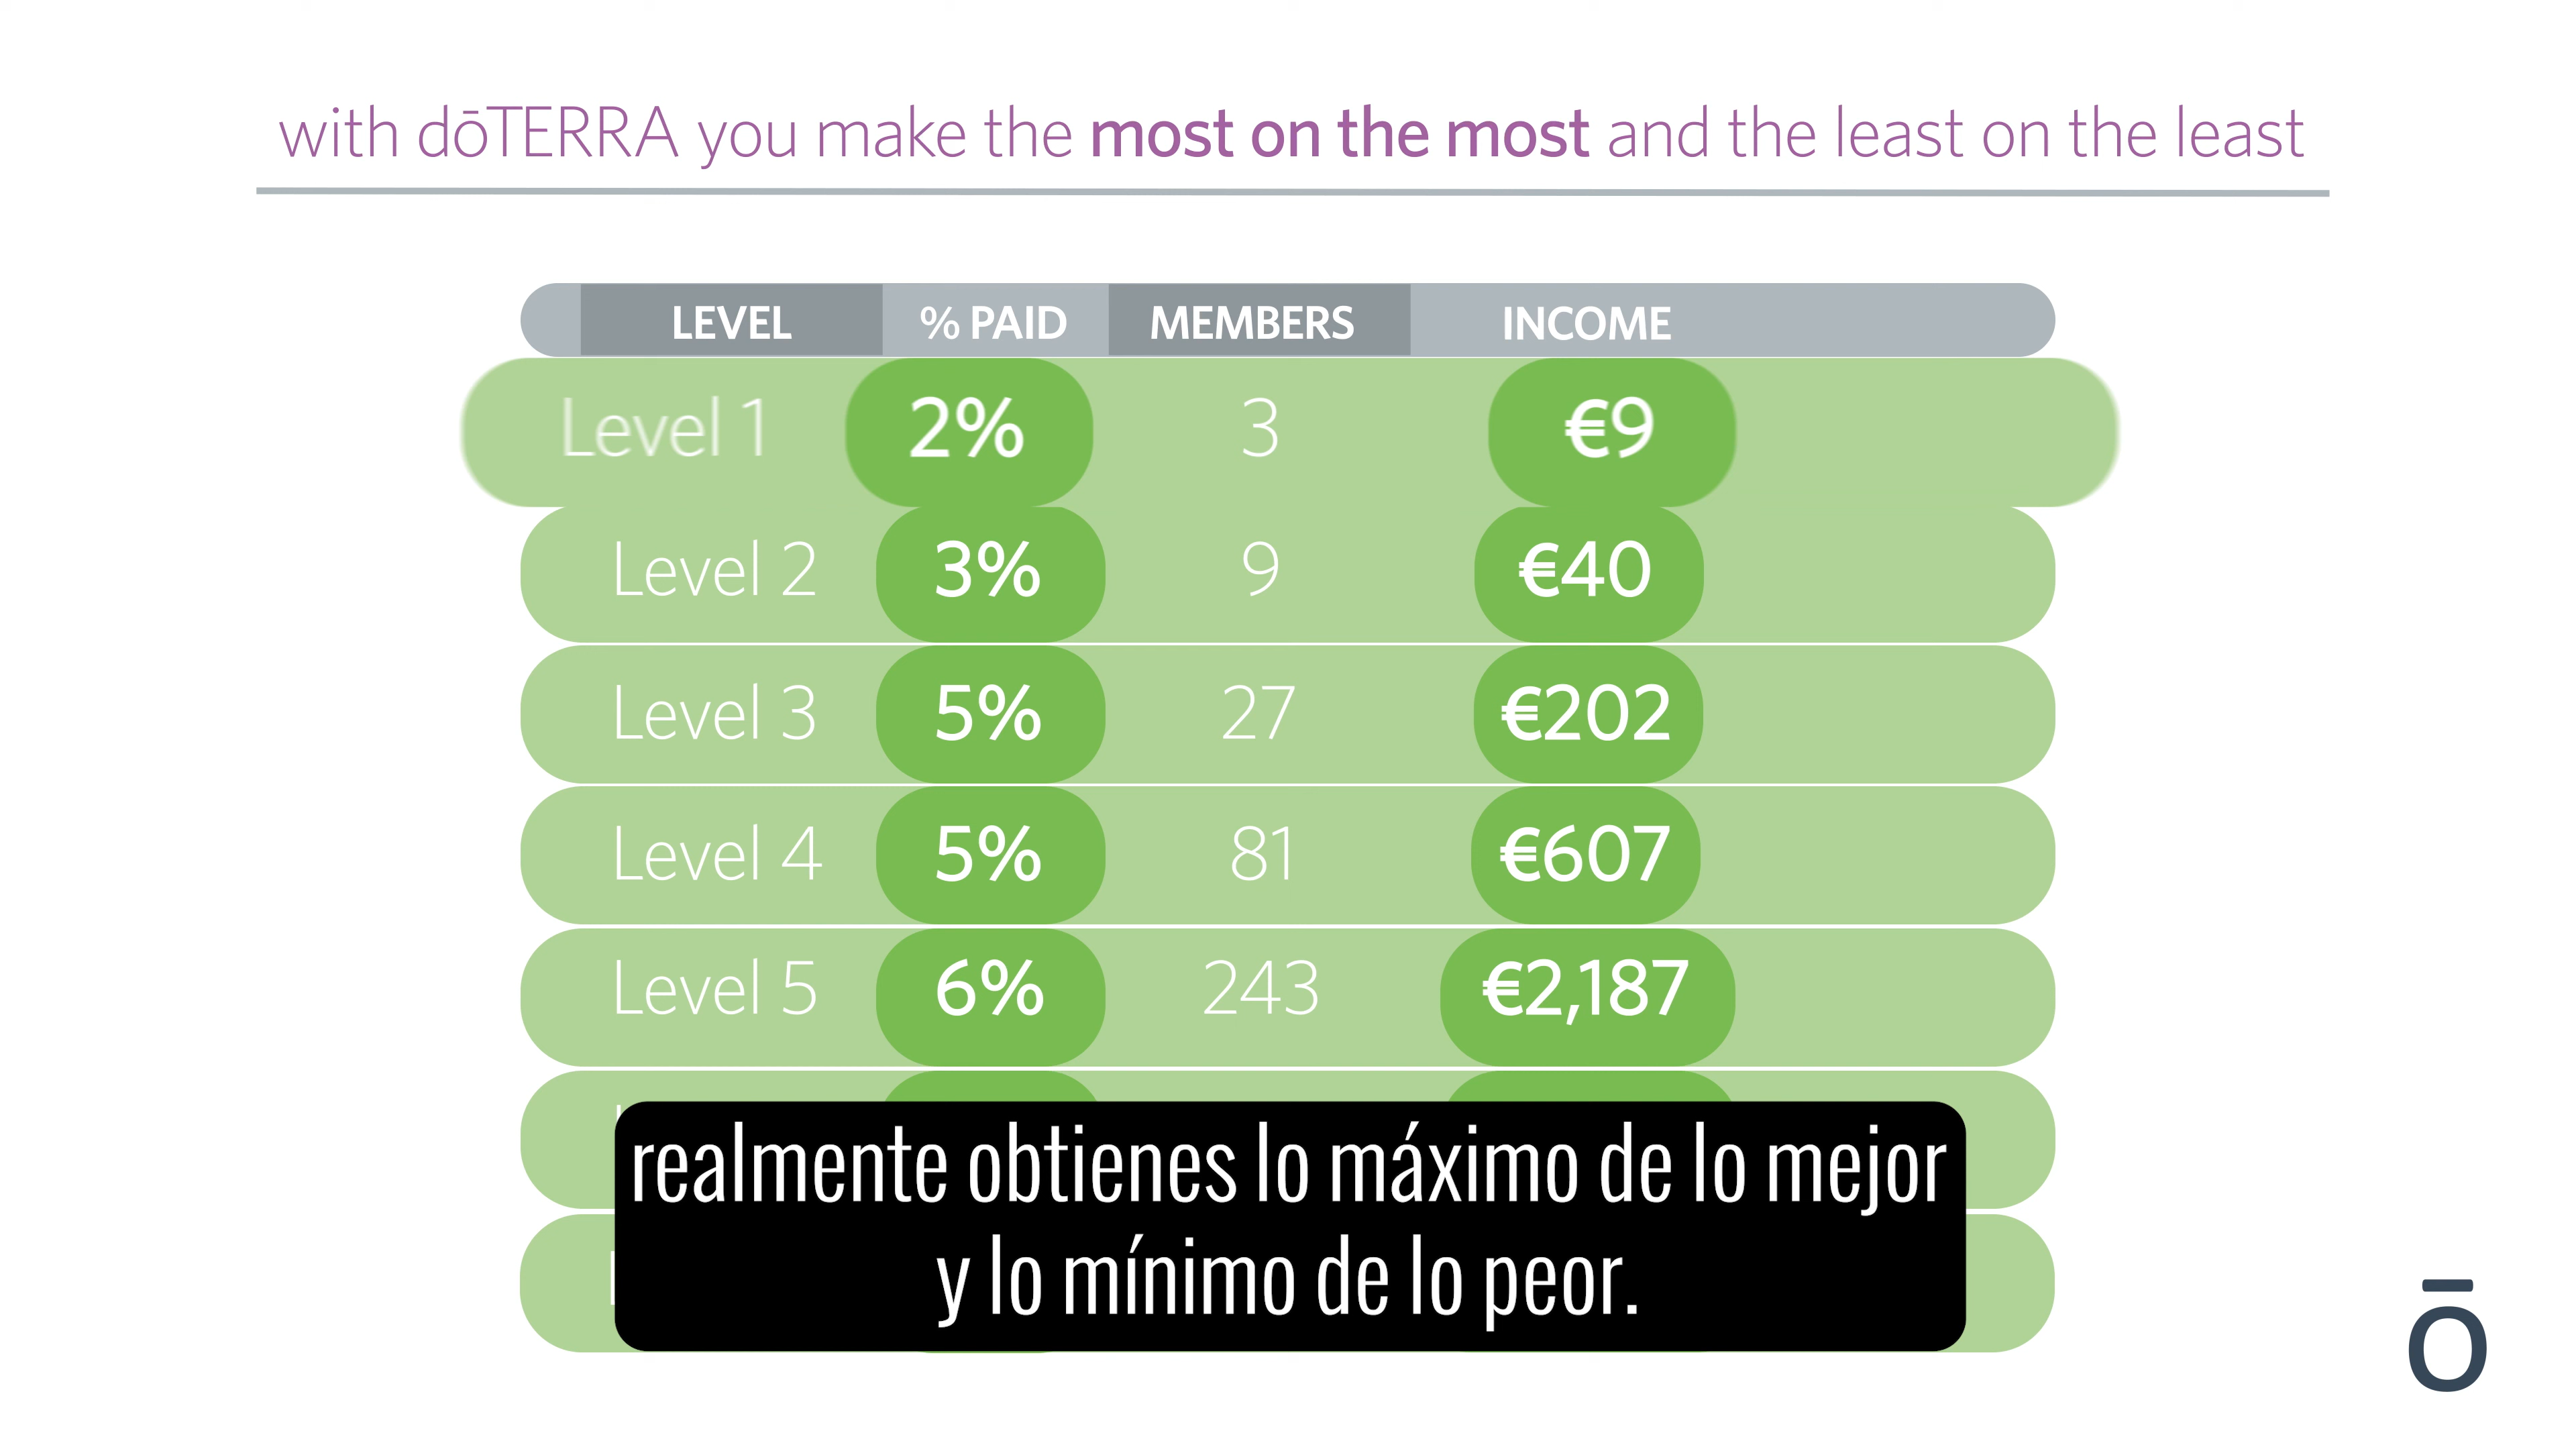 with dōTERRA you make the most on the most and the least on the least
LEVEL % PAID MEMBERS INCOME
Level 1 2% 3 €9
Level 2 3% 9 €40
Level 3 5% 27 €202
Level 4 5% 81 €607
Level 5 6% 243 €2,187
realmente obtienes lo máximo de lo mejor
y lo mínimo de lo peor.
ō